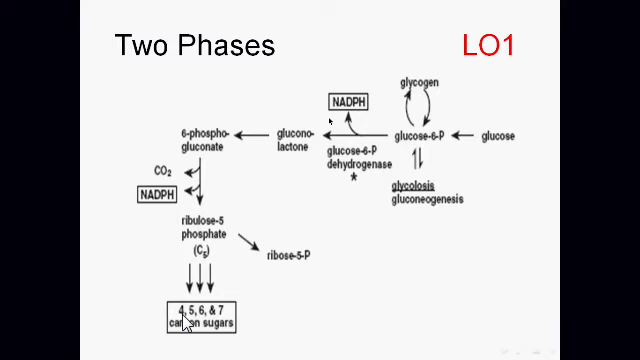 Two Phases
LO1
glycogen
NADPH
6-phospho-
gluconate
glucono-
lactone
glucose-6-P
glucose
glucose-6-P
dehydrogenase
*
glycolosis
gluconeogenesis
CO2
NADPH
ribulose-5
phosphate
(C5)
ribose-5-P
4, 5, 6, & 7
carbon sugars